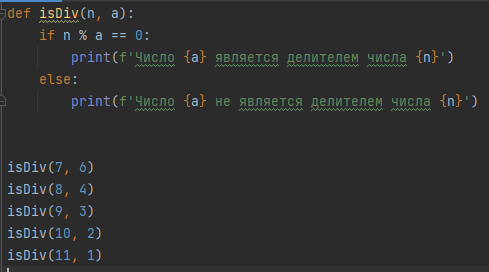 def isDiv(n, a):
    if n % a == 0:
        print(f'Число {a} является делителем числа {n}')
    else:
        print(f'Число {a} не является делителем числа {n}')
isDiv(7, 6)
isDiv(8, 4)
isDiv(9, 3)
isDiv(10, 2)
isDiv(11, 1)